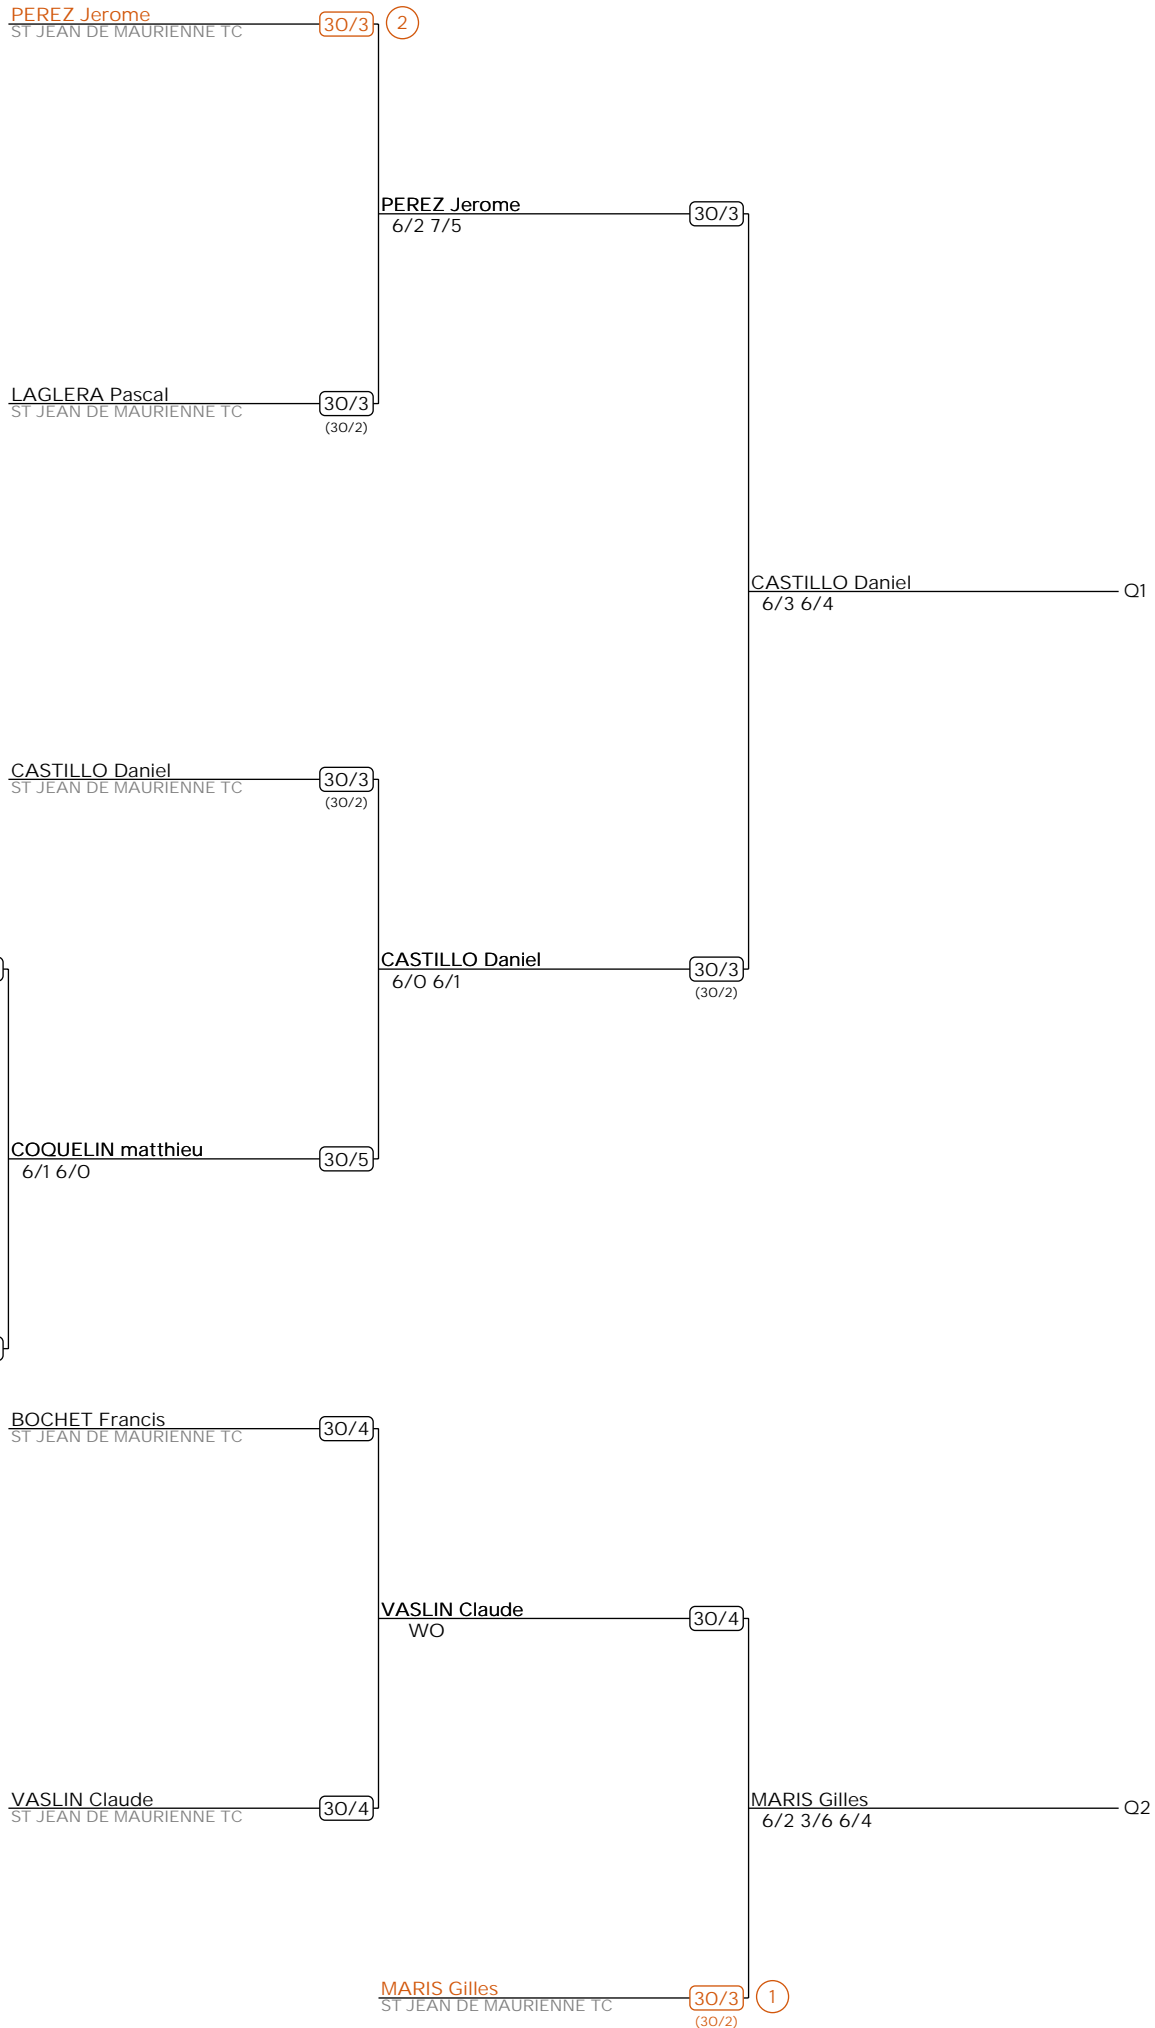 PEREZ Jerome
ST JEAN DE MAURIENNE TC
30/3
2
PEREZ Jerome
6/2 7/5
30/3
LAGLERA Pascal
ST JEAN DE MAURIENNE TC
30/3
(30/2)
CASTILLO Daniel
6/3 6/4
Q1
CASTILLO Daniel
ST JEAN DE MAURIENNE TC
30/3
(30/2)
CASTILLO Daniel
6/0 6/1
30/3
(30/2)
COQUELIN matthieu
6/1 6/0
30/5
BOCHET Francis
ST JEAN DE MAURIENNE TC
30/4
VASLIN Claude
WO
30/4
VASLIN Claude
ST JEAN DE MAURIENNE TC
30/4
MARIS Gilles
6/2 3/6 6/4
Q2
MARIS Gilles
ST JEAN DE MAURIENNE TC
30/3
1
(30/2)